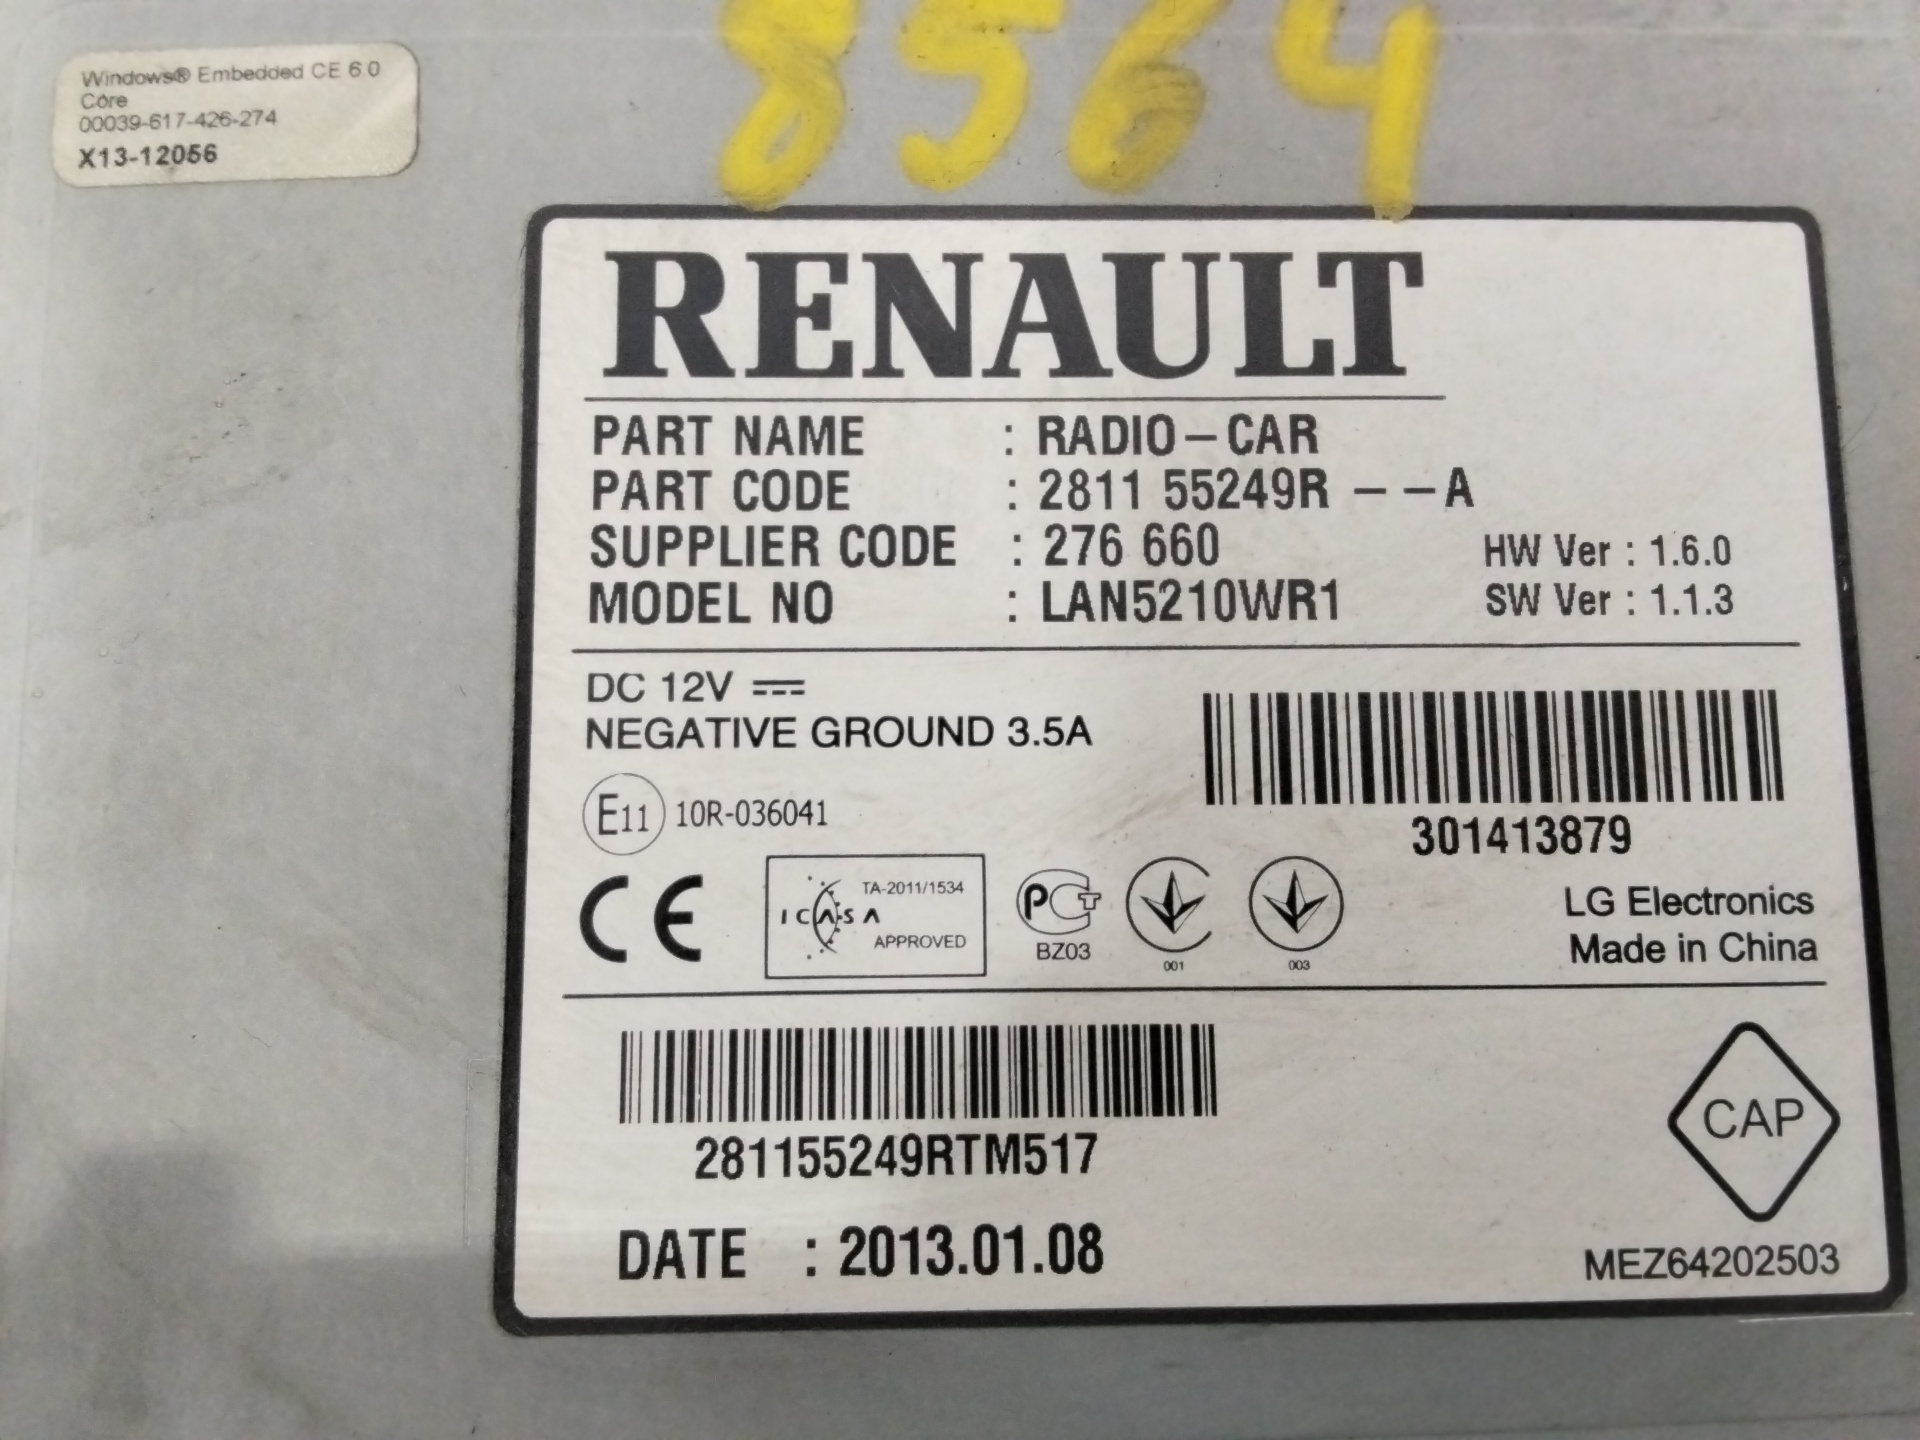 8564
Windows® Embedded CE 6.0
Core
00039-617-426-274
X13-12056
RENAULT
PART NAME : RADIO-CAR
PART CODE : 2811 55249R - - A
SUPPLIER CODE : 276 660
HW Ver : 1.6.0
MODEL NO : LAN5210WR1
SW Ver : 1.1.3
DC 12V
NEGATIVE GROUND 3.5A
E11 10R-036041
301413879
CE
TA-2011/1534
ICASA
APPROVED
РСТ
BZ03
001
003
LG Electronics
Made in China
281155249RTM517
CAP
DATE : 2013.01.08
MEZ64202503